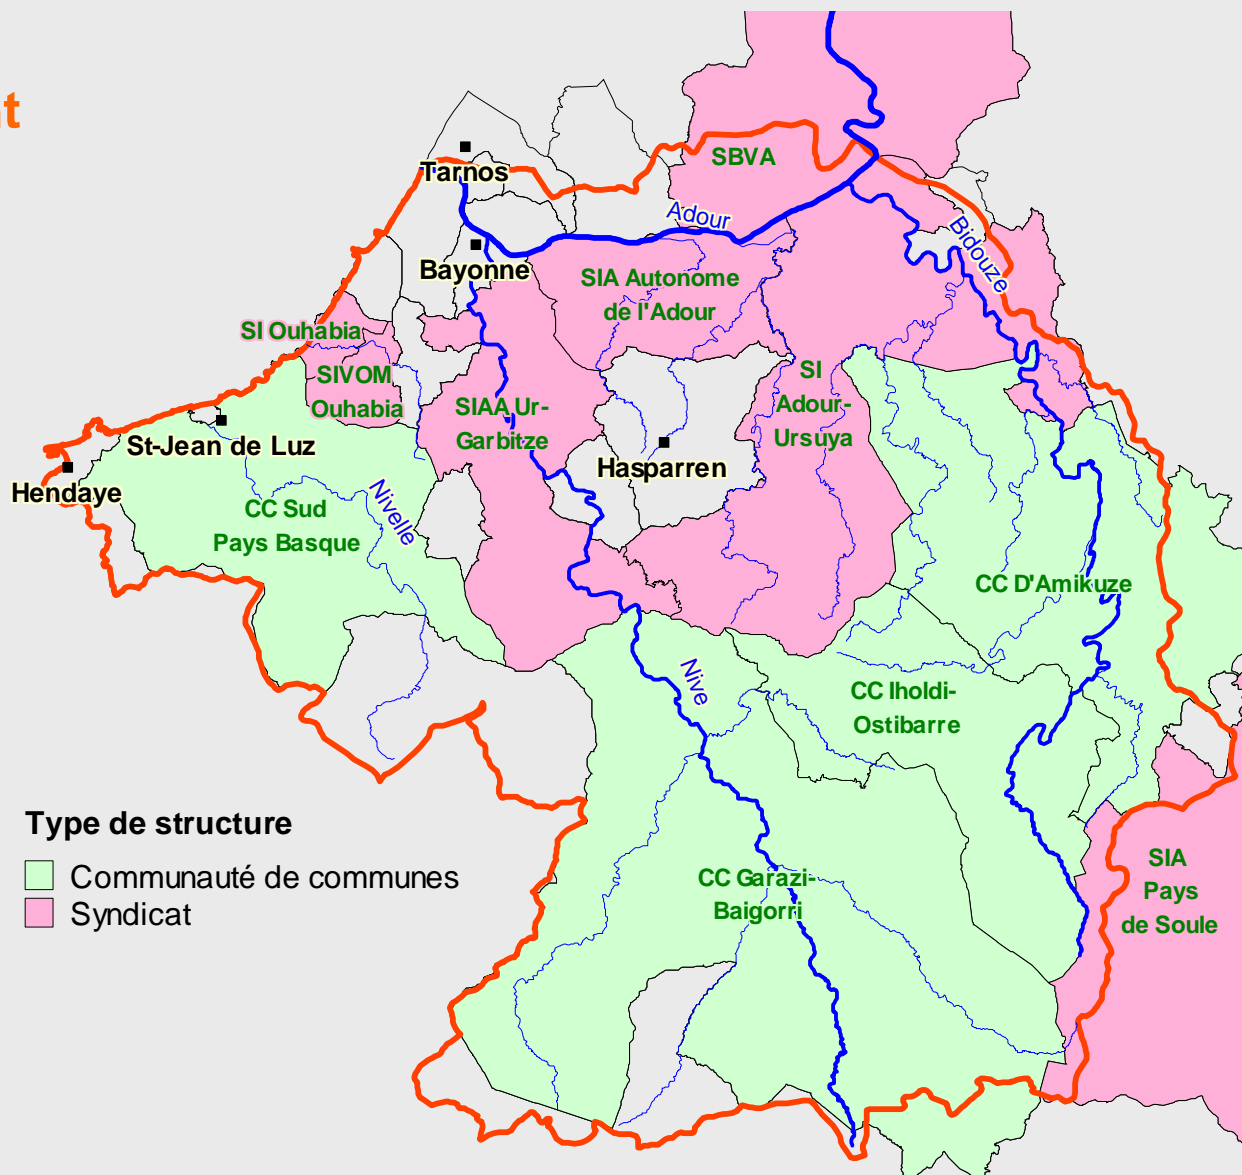 t
Tarnos
SBVA
Adour
Bidouze
Bayonne
SIA Autonome
de l'Adour
SI Ouhabia
SIVOM
Ouhabia
SIAA Ur-
Garbitze
SI
Adour-
Ursuya
St-Jean de Luz
Hasparren
Hendaye
Nivelle
CC Sud
Pays Basque
CC D'Amikuze
Nive
CC Iholdi-
Ostibarre
Type de structure
Communauté de communes
Syndicat
CC Garazi-
Baigorri
SIA
Pays
de Soule